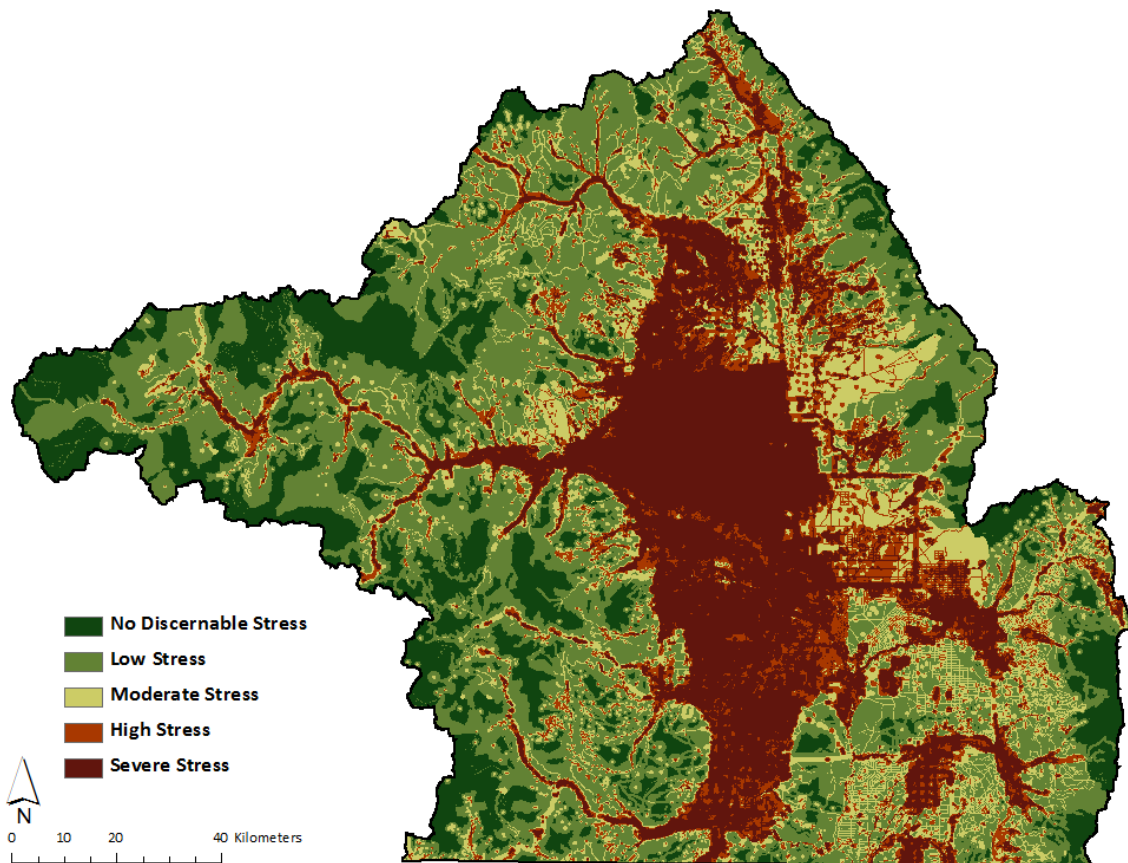 No Discernable Stress
Low Stress
Moderate Stress
High Stress
Severe Stress
N
0 10 20 40 Kilometers